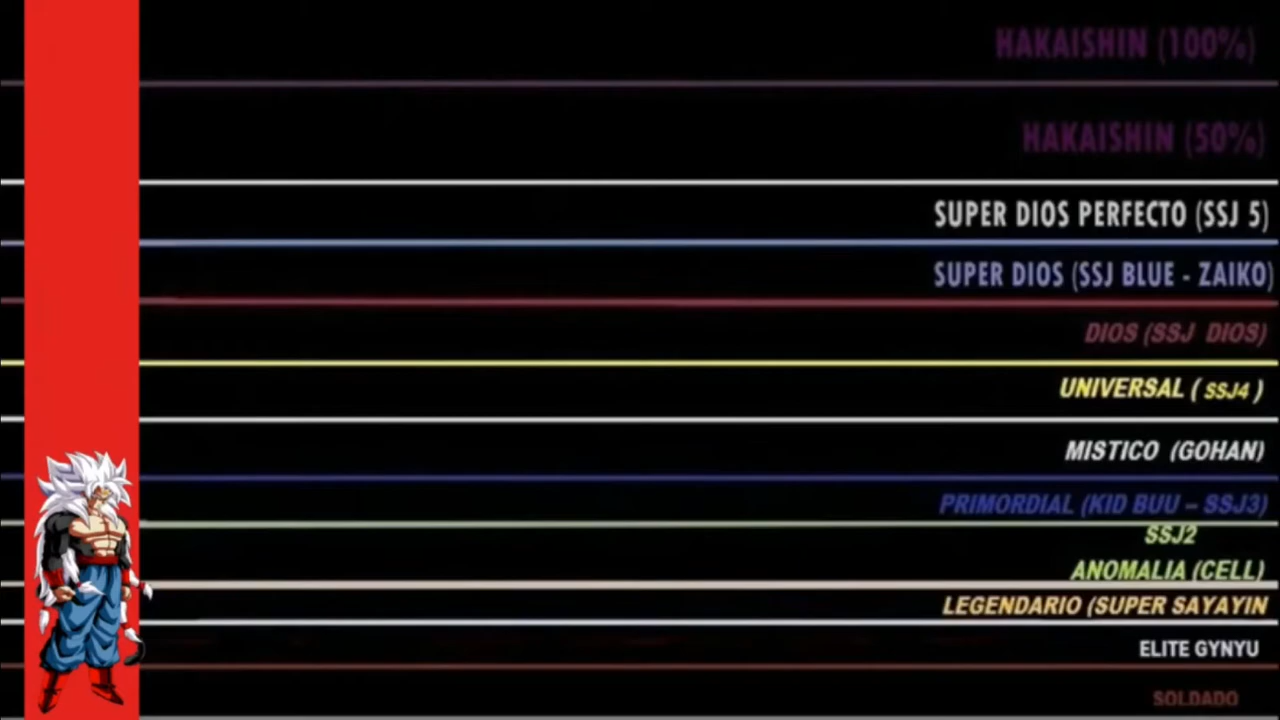 HAKAISHIN (100%)
HAKAISHIN (50%)
SUPER DIOS PERFECTO (SSJ 5)
SUPER DIOS (SSJ BLUE - ZAIKO)
DIOS (SSJ DIOS)
UNIVERSAL ( SSJ4 )
MISTICO (GOHAN)
PRIMORDIAL (KID BUU – SSJ3)
SSJ2
ANOMALIA (CELL)
LEGENDARIO (SUPER SAYAYIN
ELITE GYNYU
SOLDADO